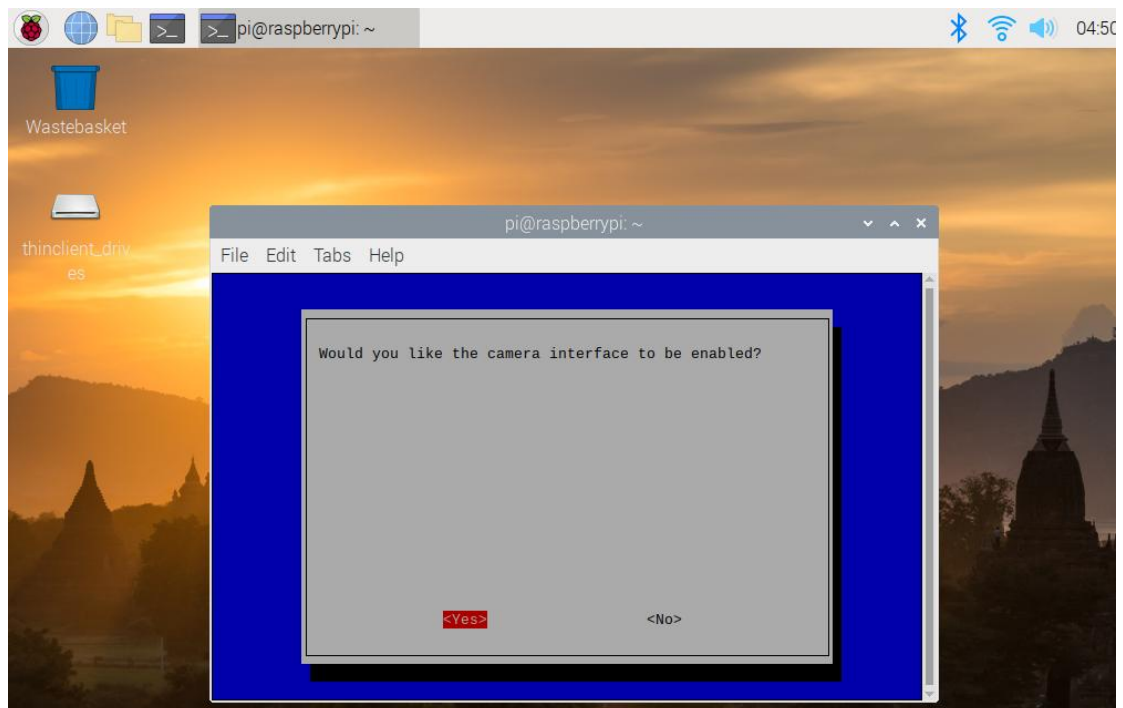 pi@raspberrypi: ~
04:50
Wastebasket
thinclient_driv
es
pi@raspberrypi: ~
File Edit Tabs Help
Would you like the camera interface to be enabled?
<Yes> <No>